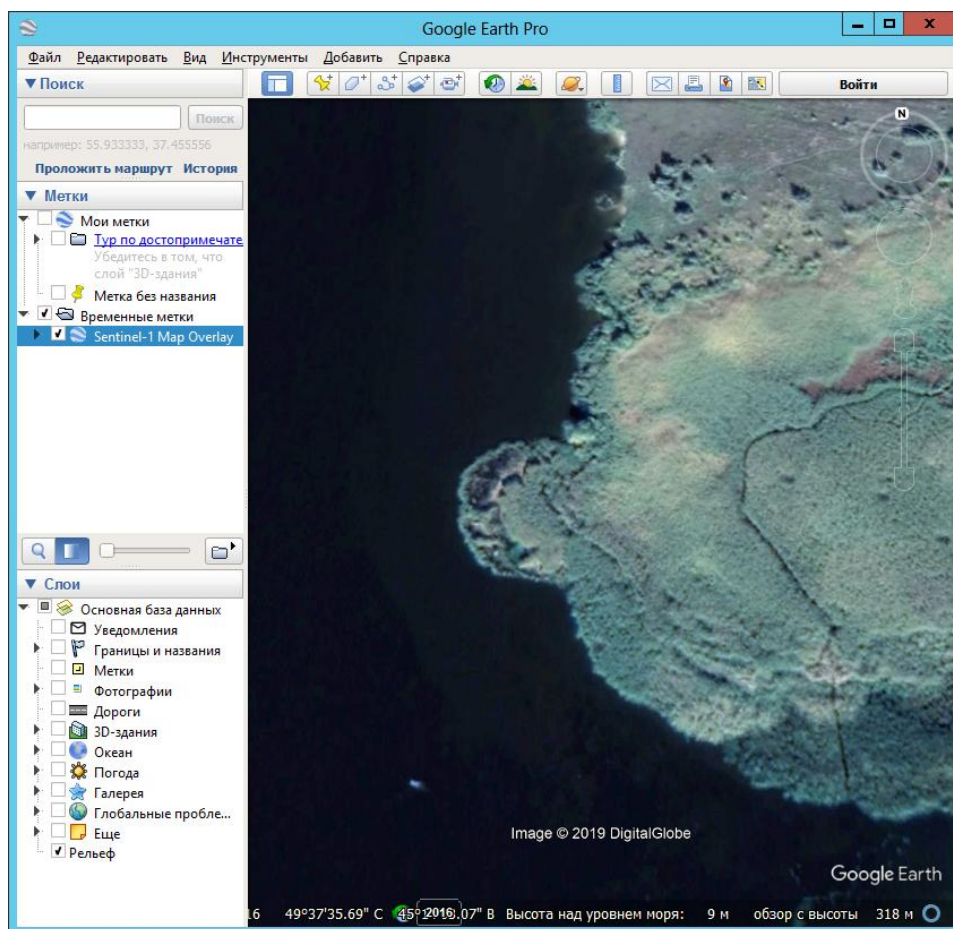 Google Earth Pro
Файл Редактировать Вид Инструменты Добавить Справка
Поиск
Войти
Поиск
например: 55.933333, 37.455556
Проложить маршрут История
Метки
Мои метки
Тур по достопримечате
Убедитесь в том, что
слой "3D-здания"
Метка без названия
Временные метки
Sentinel-1 Map Overlay
Слои
Основная база данных
Уведомления
Границы и названия
Метки
Фотографии
Дороги
3D-здания
Океан
Погода
Галерея
Глобальные пробле...
Еще
Рельеф
N
Image © 2019 DigitalGlobe
Google Earth
16 49°37'35.69" С 2016 В Высота над уровнем моря: 9 м обзор с высоты 318 м